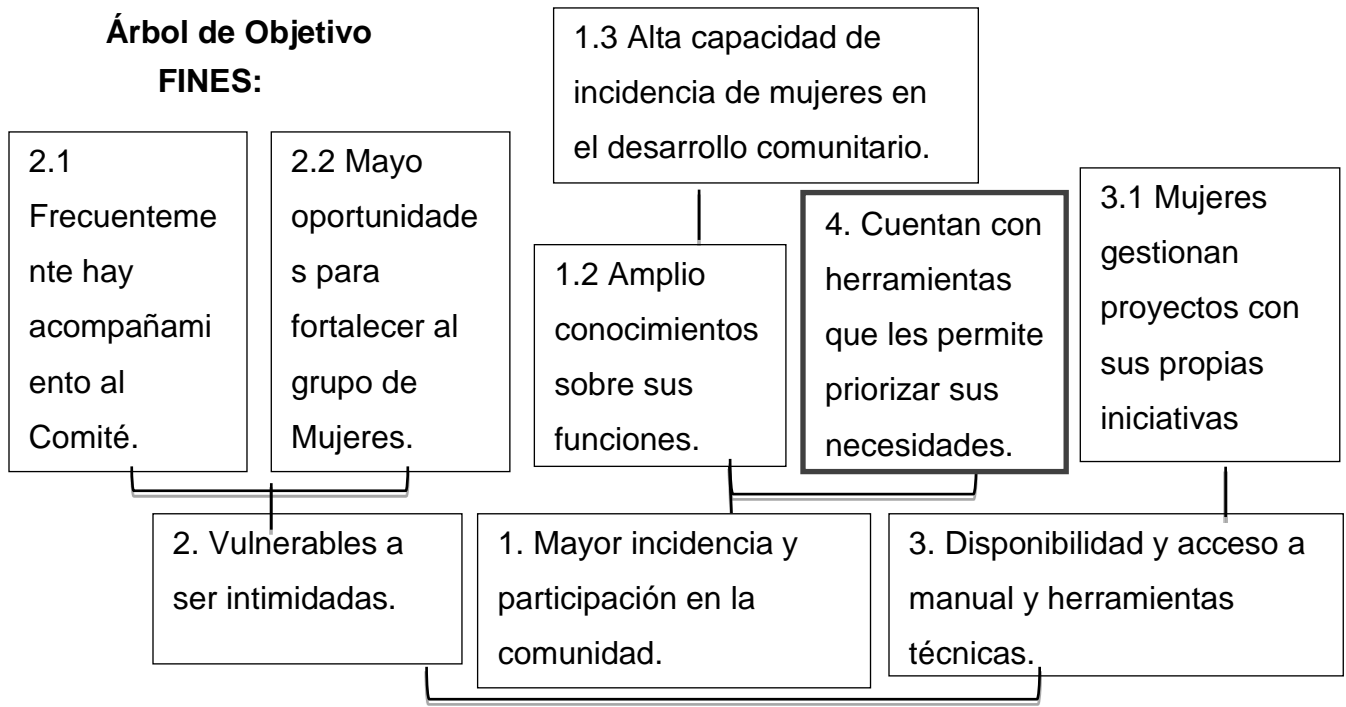 Árbol de Objetivo
FINES:
1.3 Alta capacidad de
incidencia de mujeres en
el desarrollo comunitario.
2.1
Frecuenteme
nte hay
acompañami
ento al
Comité.
2.2 Mayo
oportunidade
s para
fortalecer al
grupo de
Mujeres.
1.2 Amplio
conocimientos
sobre sus
funciones.
4. Cuentan con
herramientas
que les permite
priorizar sus
necesidades.
3.1 Mujeres
gestionan
proyectos con
sus propias
iniciativas
2. Vulnerables a
ser intimidadas.
1. Mayor incidencia y
participación en la
comunidad.
3. Disponibilidad y acceso a
manual y herramientas
técnicas.